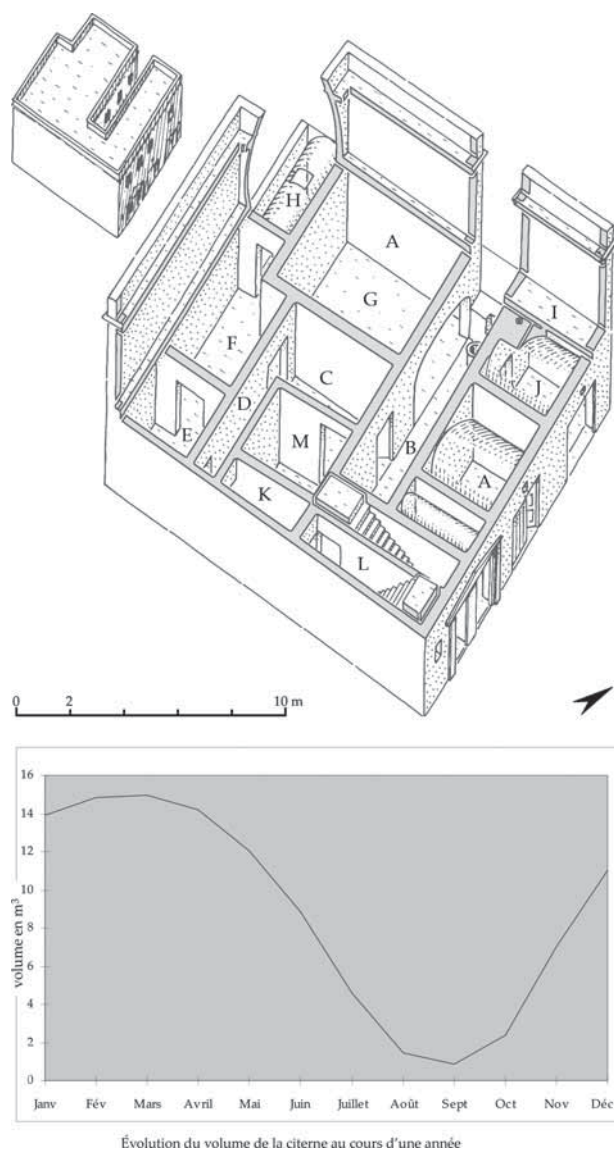 H
A
G
I
F
C
J
D
E
M
B
A
K
L
0 2 10 m
16
14
12
10
8
6
4
2
0
volume en m³
Janv Fév Mars Avril Mai Juin Juillet Août Sept Oct Nov Déc
Évolution du volume de la citerne au cours d'une année